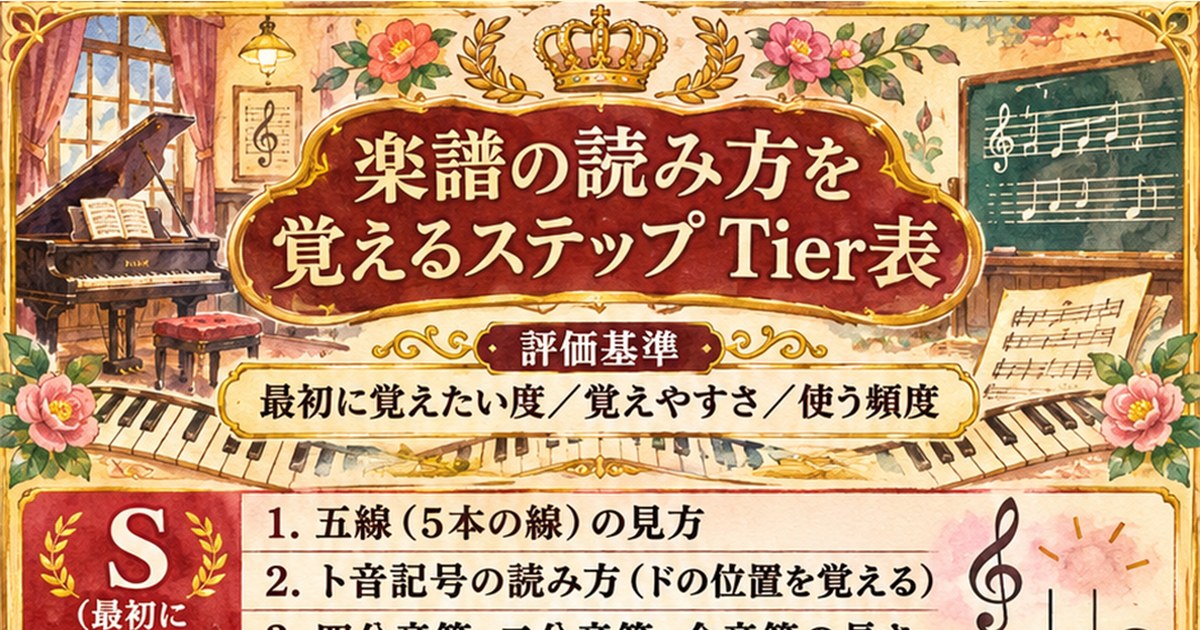 楽譜の読み方を
覚えるステップ Tier表
評価基準
最初に覚えたい度／覚えやすさ／使う頻度
S
(最初に
1. 五線(5本の線)の見方
2. ト音記号の読み方(ドの位置を覚える)